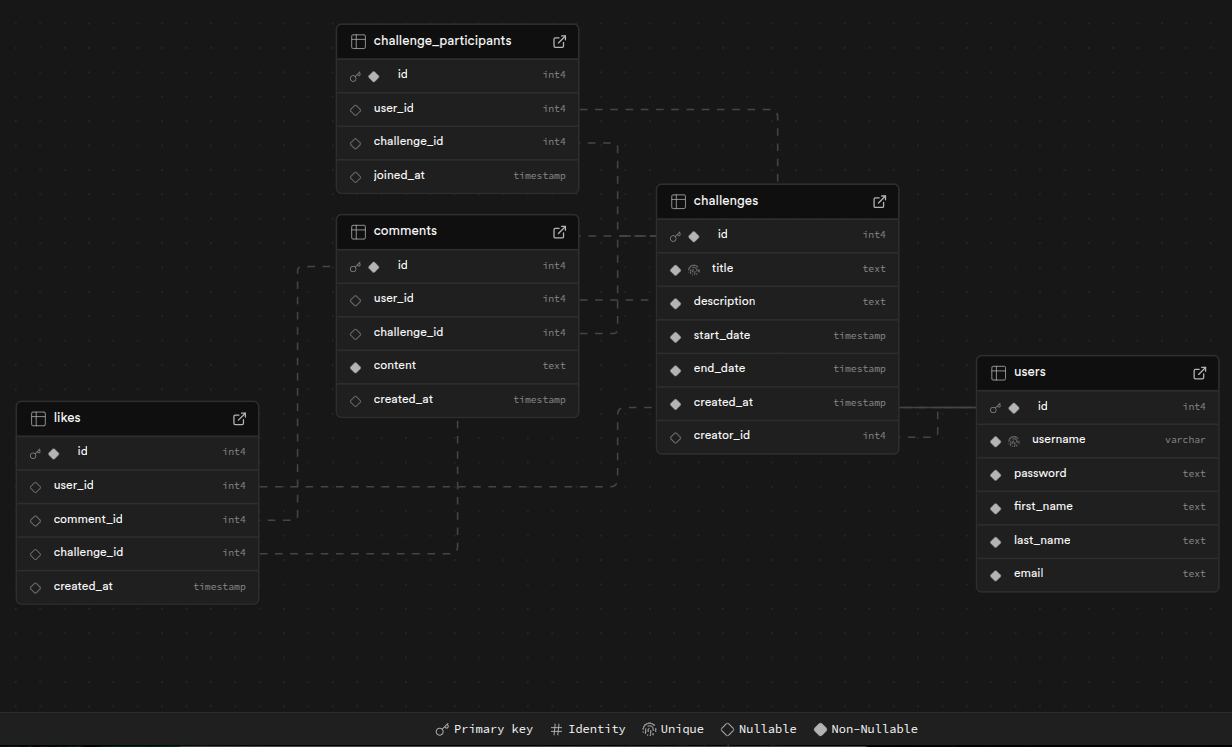 challenge_participants
id int4
user_id int4
challenge_id int4
joined_at timestamp
comments
id int4
user_id int4
challenge_id int4
content text
created_at timestamp
challenges
id int4
title text
description text
start_date timestamp
end_date timestamp
created_at timestamp
creator_id int4
likes
id int4
user_id int4
comment_id int4
challenge_id int4
created_at timestamp
users
id int4
username varchar
password text
first_name text
last_name text
email text
Primary key Identity Unique Nullable Non-Nullable